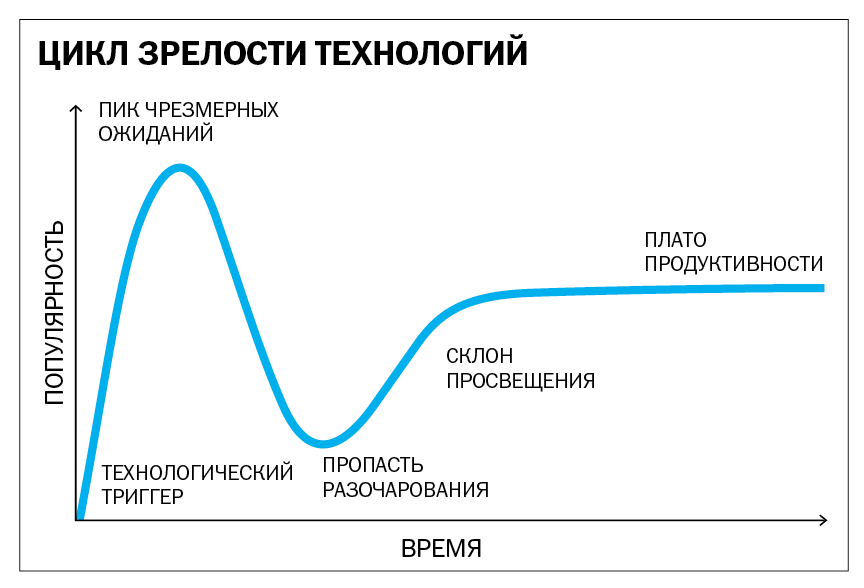 ЦИКЛ ЗРЕЛОСТИ ТЕХНОЛОГИЙ
ПИК ЧРЕЗМЕРНЫХ
ОЖИДАНИЙ
ПОПУЛЯРНОСТЬ
ПЛАТО
ПРОДУКТИВНОСТИ
СКЛОН
ПРОСВЕЩЕНИЯ
ТЕХНОЛОГИЧЕСКИЙ
ТРИГГЕР
ПРОПАСТЬ
РАЗОЧАРОВАНИЯ
ВРЕМЯ